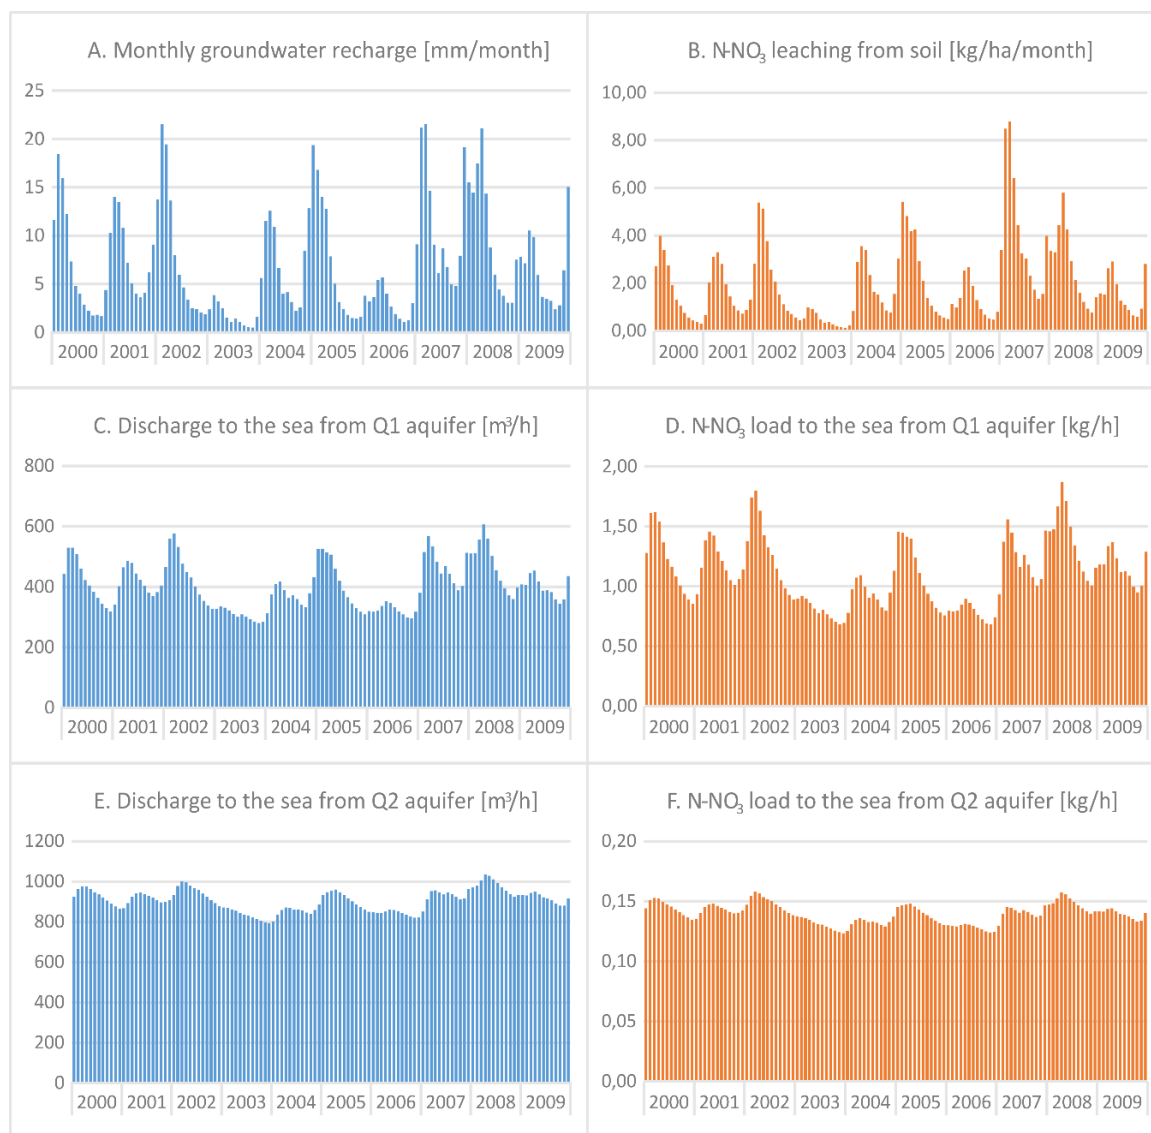 A. Monthly groundwater recharge [mm/month]
25
20
15
10
5
0
2000 2001 2002 2003 2004 2005 2006 2007 2008 2009
B. N-NO₃ leaching from soil [kg/ha/month]
10,00
8,00
6,00
4,00
2,00
0,00
2000 2001 2002 2003 2004 2005 2006 2007 2008 2009
C. Discharge to the sea from Q1 aquifer [m³/h]
800
600
400
200
0
2000 2001 2002 2003 2004 2005 2006 2007 2008 2009
D. N-NO₃ load to the sea from Q1 aquifer [kg/h]
2,00
1,50
1,00
0,50
0,00
2000 2001 2002 2003 2004 2005 2006 2007 2008 2009
E. Discharge to the sea from Q2 aquifer [m³/h]
1200
1000
800
600
400
200
0
2000 2001 2002 2003 2004 2005 2006 2007 2008 2009
F. N-NO₃ load to the sea from Q2 aquifer [kg/h]
0,20
0,15
0,10
0,05
0,00
2000 2001 2002 2003 2004 2005 2006 2007 2008 2009